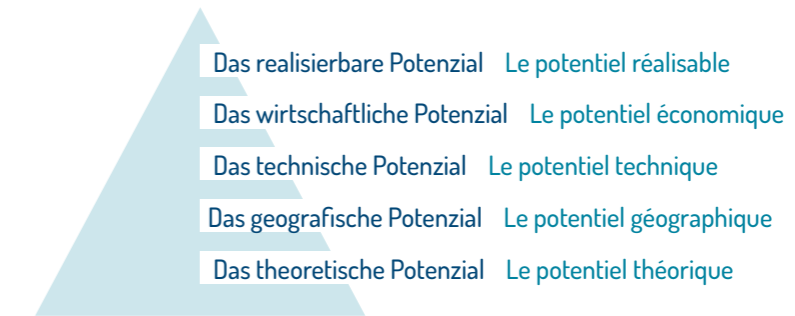 Das realisierbare Potenzial Le potentiel réalisable
Das wirtschaftliche Potenzial Le potentiel économique
Das technische Potenzial Le potentiel technique
Das geografische Potenzial Le potentiel géographique
Das theoretische Potenzial Le potentiel théorique